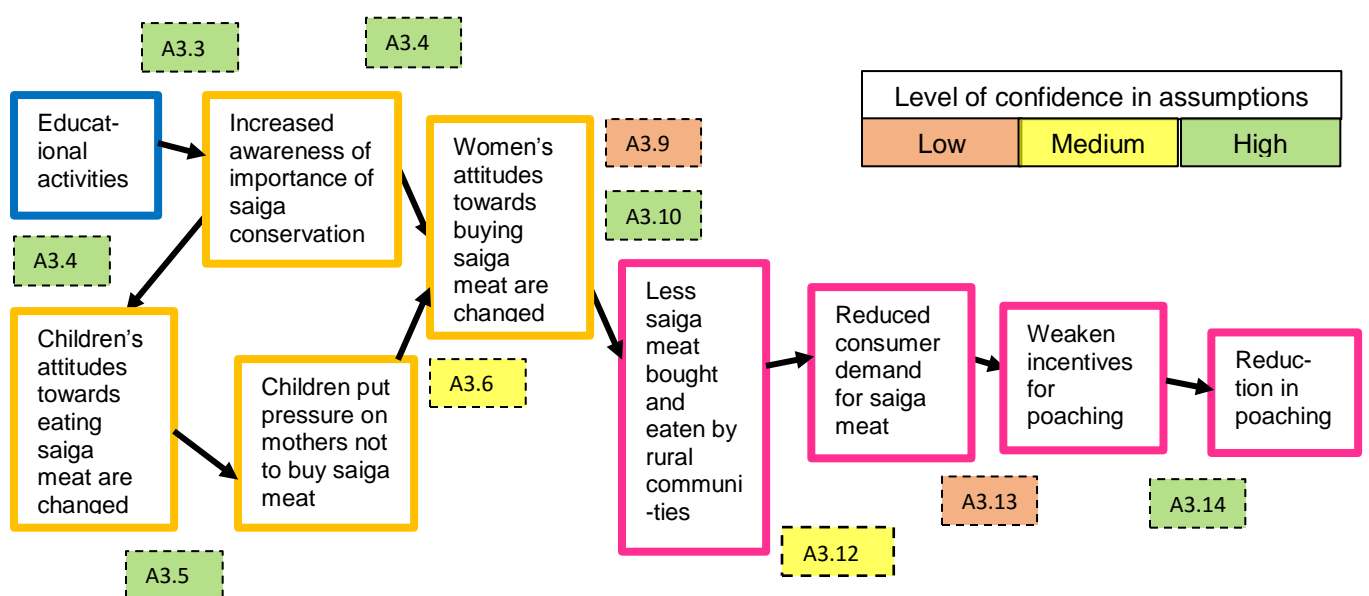 A3.3
A3.4
Level of confidence in assumptions
Low
Medium
High
Educat-
ional
activities
Increased
awareness of
importance of
saiga
conservation
Women’s
attitudes
towards
buying
saiga
meat are
changed
A3.9
A3.10
A3.4
Children’s
attitudes
towards
eating
saiga
meat are
changed
Children put
pressure on
mothers not
to buy saiga
meat
A3.6
Less
saiga
meat
bought
and
eaten by
rural
communi
-ties
Reduced
consumer
demand
for saiga
meat
Weaken
incentives
for
poaching
Reduc-
tion in
poaching
A3.13
A3.14
A3.12
A3.5